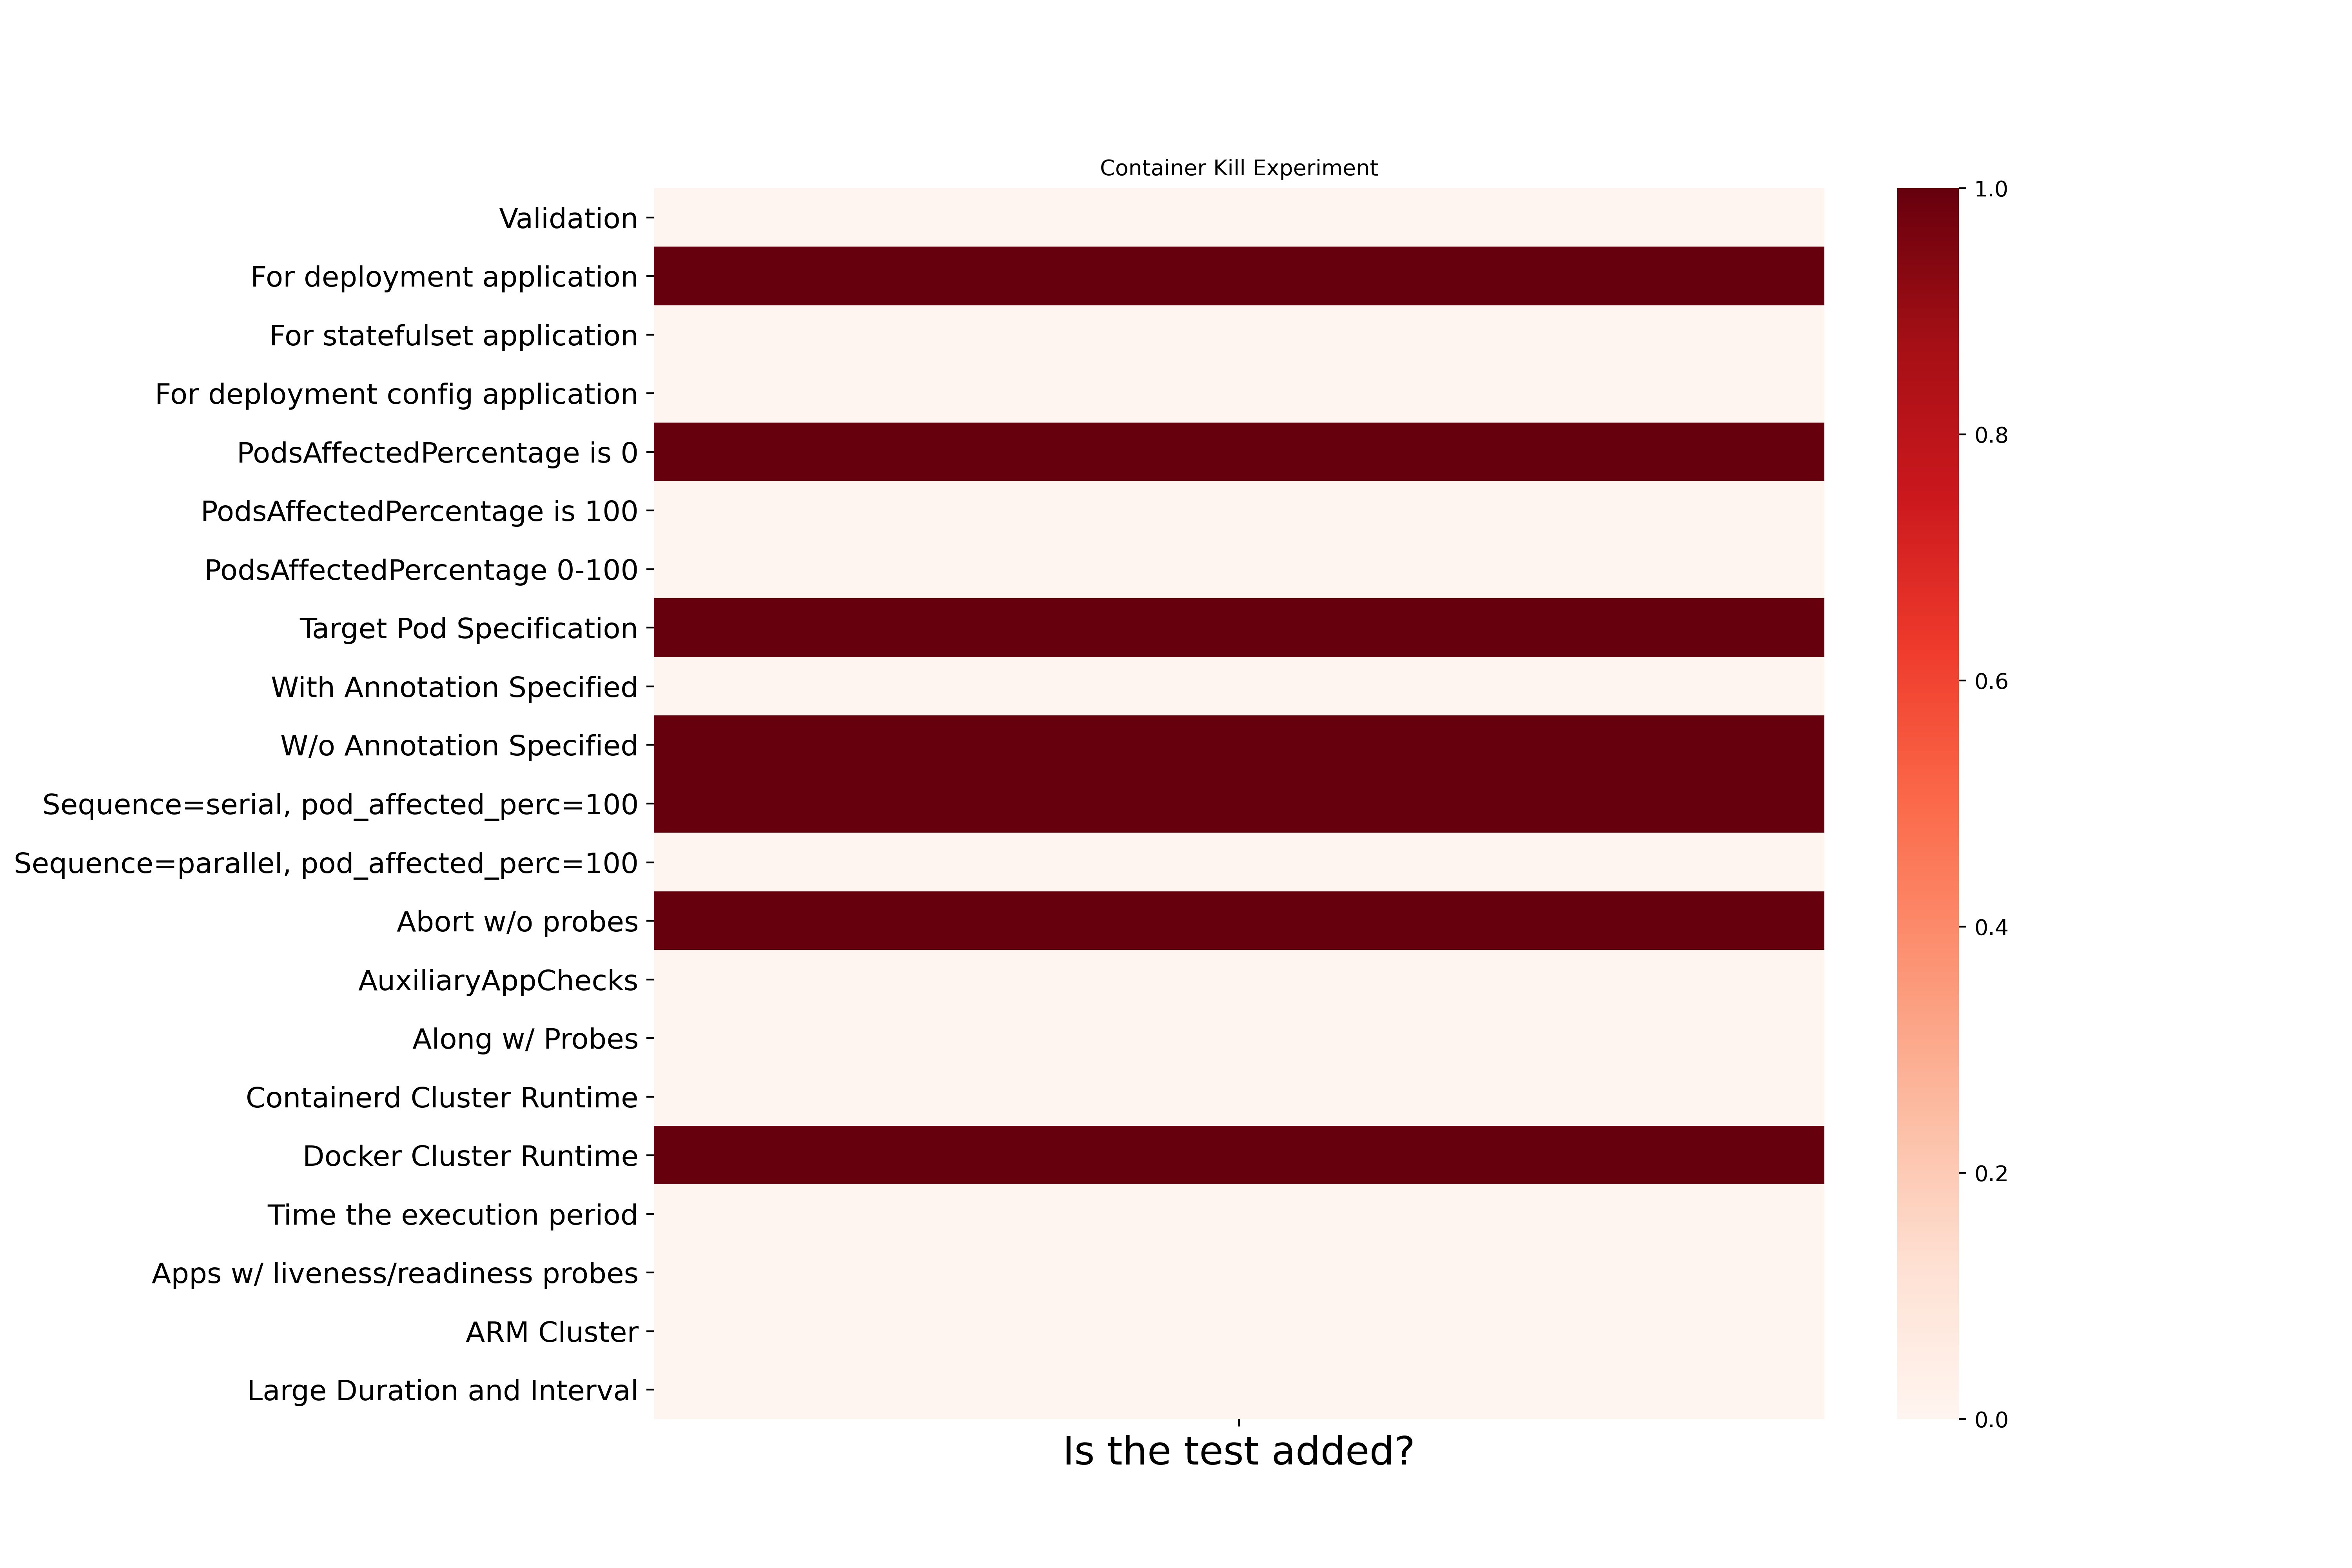 Container Kill Experiment
Validation
For deployment application
For statefulset application
For deployment config application
PodsAffectedPercentage is 0
PodsAffectedPercentage is 100
PodsAffectedPercentage 0-100
Target Pod Specification
With Annotation Specified
W/o Annotation Specified
Sequence=serial, pod_affected_perc=100
Sequence=parallel, pod_affected_perc=100
Abort w/o probes
AuxiliaryAppChecks
Along w/ Probes
Containerd Cluster Runtime
Docker Cluster Runtime
Time the execution period
Apps w/ liveness/readiness probes
ARM Cluster
Large Duration and Interval
Is the test added?
1.0
0.8
0.6
0.4
0.2
0.0